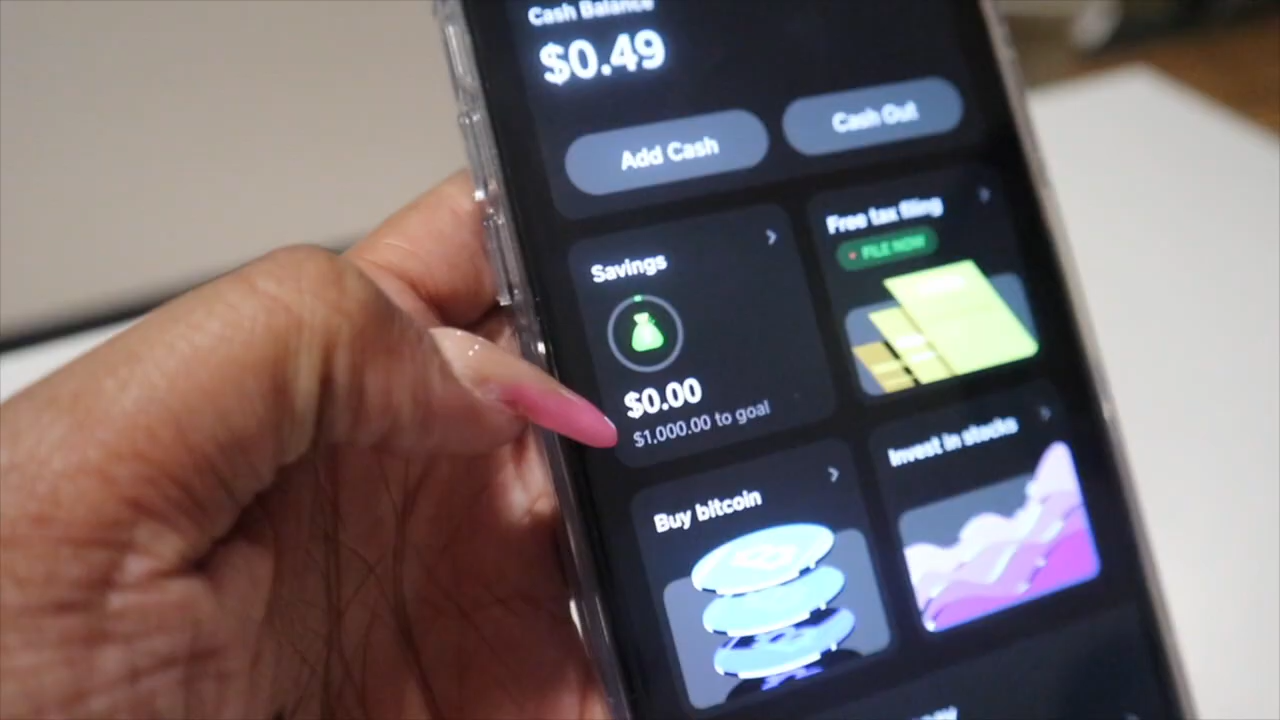 Cash Balance
$0.49
Add Cash
Cash Out
Savings
$0.00
$1,000.00 to goal
Free tax filing
FILE NOW
Buy bitcoin
Invest in stocks